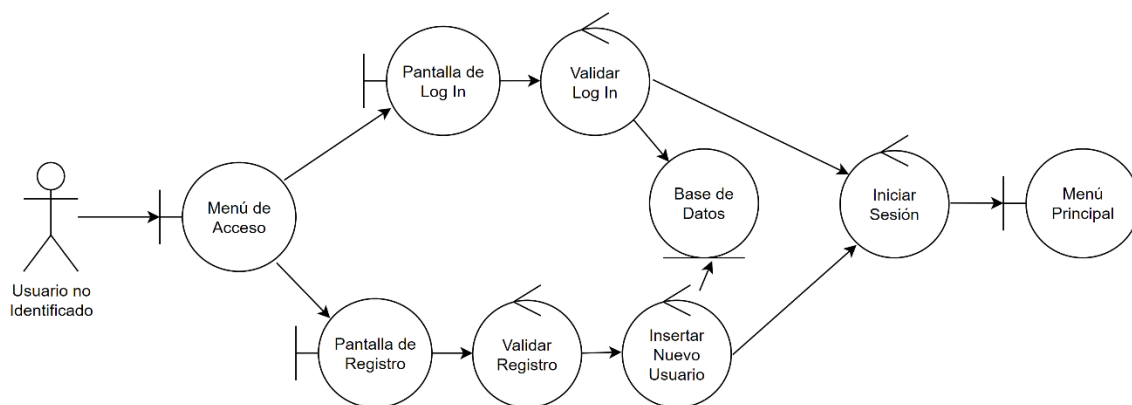 Pantalla de
Log In
Validar
Log In
Menú de
Acceso
Base de
Datos
Iniciar
Sesión
Menú
Principal
Usuario no
Identificado
Pantalla de
Registro
Validar
Registro
Insertar
Nuevo
Usuario